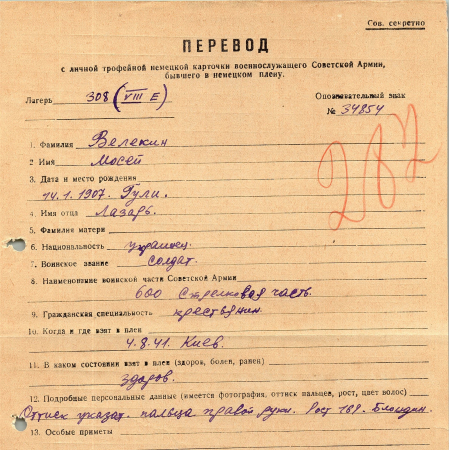 Сов. секретно
ПЕРЕВОД
с личной трофейной немецкой карточки военнослужащего Советской Армии,
бывшего в немецком плену.
Лагерь 308 (VIII E)
Опознавательный знак
№ 34854
1. Фамилия Велекин
2 Имя Мосей
3. Дата и место рождения
14.1.1907. Гули.
4. Имя отца Лазарь.
5. Фамилия матери
6. Национальность украинец.
7. Воинское звание солдат.
8. Наименование воинской части Советской Армии
600 Стрелковая часть.
9. Гражданская специальность крестьянин.
10. Когда и где взят в плен
4.8.41. Киев.
11. В каком состоянии взят в плен (здоров, болен, ранен)
здоров.
12. Подробные персональные данные (имеется фотография, оттиск пальцев, рост, цвет волос)
Оттиск указат. пальца правой руки. Рост 169. Блондин.
13. Особые приметы
282